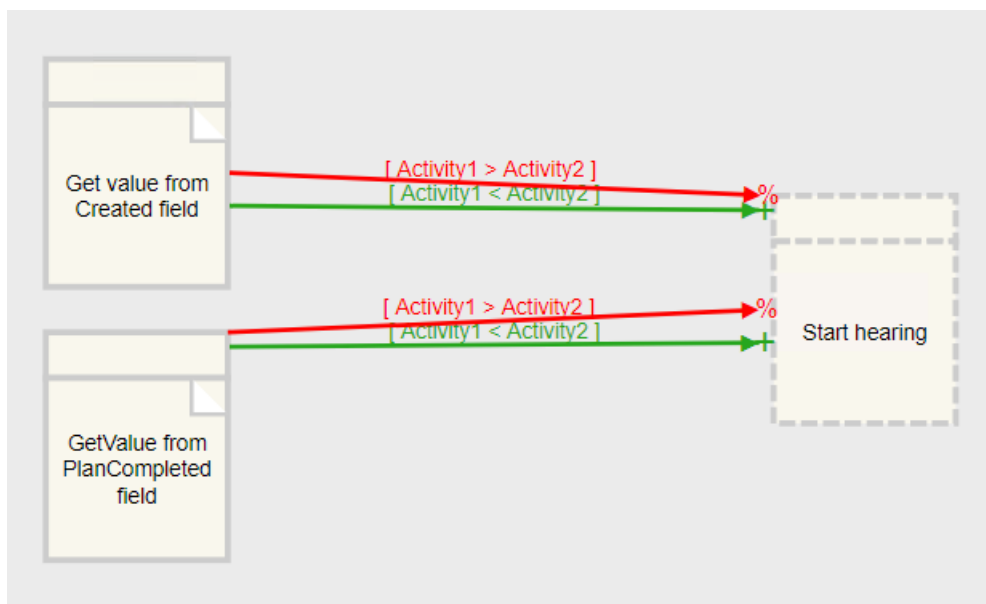 Get value from
Created field
[ Activity1 > Activity2 ]
[ Activity1 < Activity2 ]
%
+
[ Activity1 > Activity2 ]
[ Activity1 < Activity2 ]
%
+
Start hearing
GetValue from
PlanCompleted
field